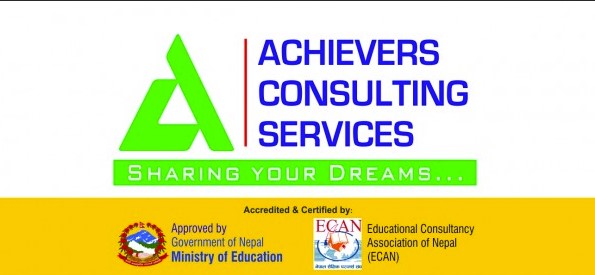 ACHIEVERS
CONSULTING
SERVICES
SHARING YOUR DREAMS...
Accredited & Certified by:
Approved by
Government of Nepal
Ministry of Education
ECAN
Educational Consultancy
Association of Nepal
(ECAN)